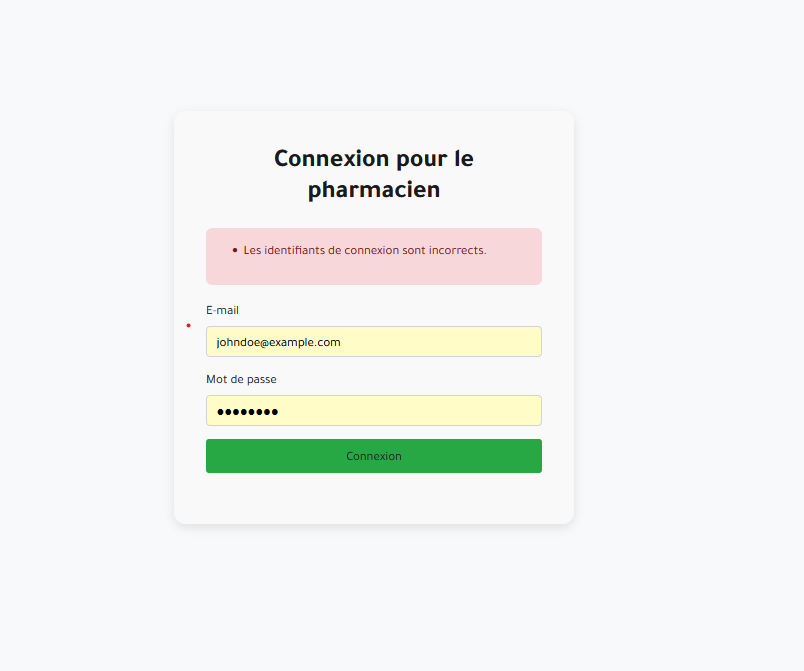 Connexion pour le
pharmacien
• Les identifiants de connexion sont incorrects.
E-mail
johndoe@example.com
Mot de passe
••••••••
Connexion